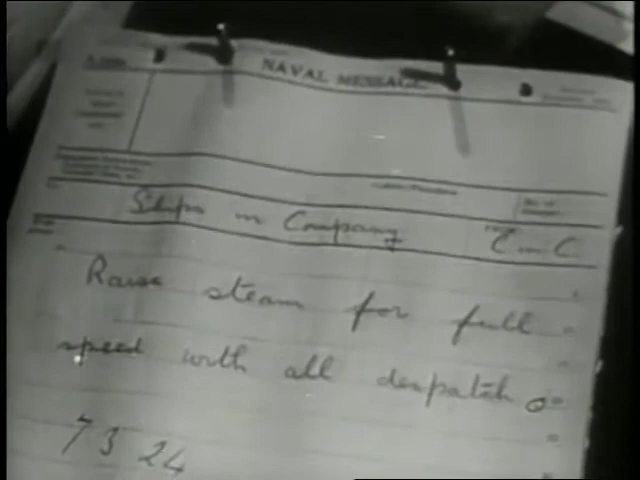 NAVAL MESSAGE
Ships in Company C in C
Raise steam for full
speed with all despatch.
7324